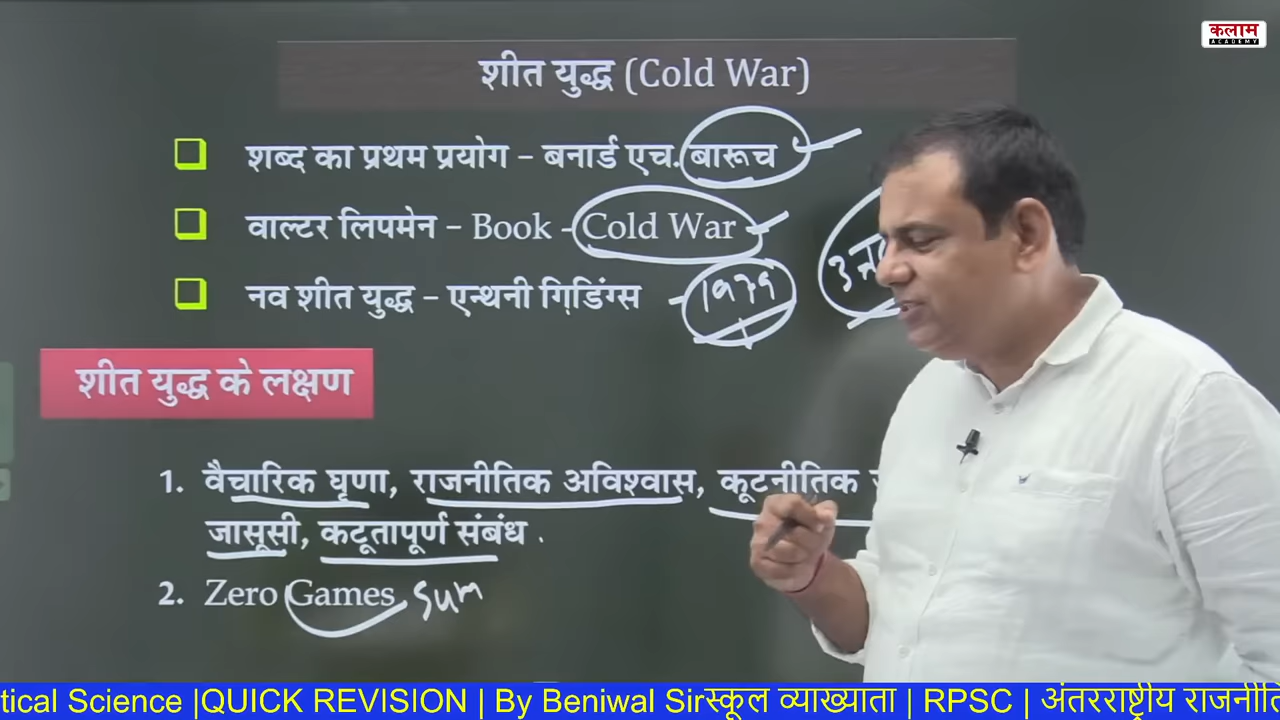 कलाम
ACADEMY
शीत युद्ध (Cold War)
शब्द का प्रथम प्रयोग – बनार्ड एच. बारूच
वाल्टर लिपमेन – Book - Cold War
नव शीत युद्ध – एन्थनी गि़डिंग्स - 1979
शीत युद्ध के लक्षण
1. वैचारिक घृणा, राजनीतिक अविश्वास, कूटनीतिक
जासूसी, कटूतापूर्ण संबंध .
2. Zero Games Sum
tical Science |QUICK REVISION | By Beniwal Sirस्कूल व्याख्याता | RPSC | अंतरराष्ट्रीय राजनीति